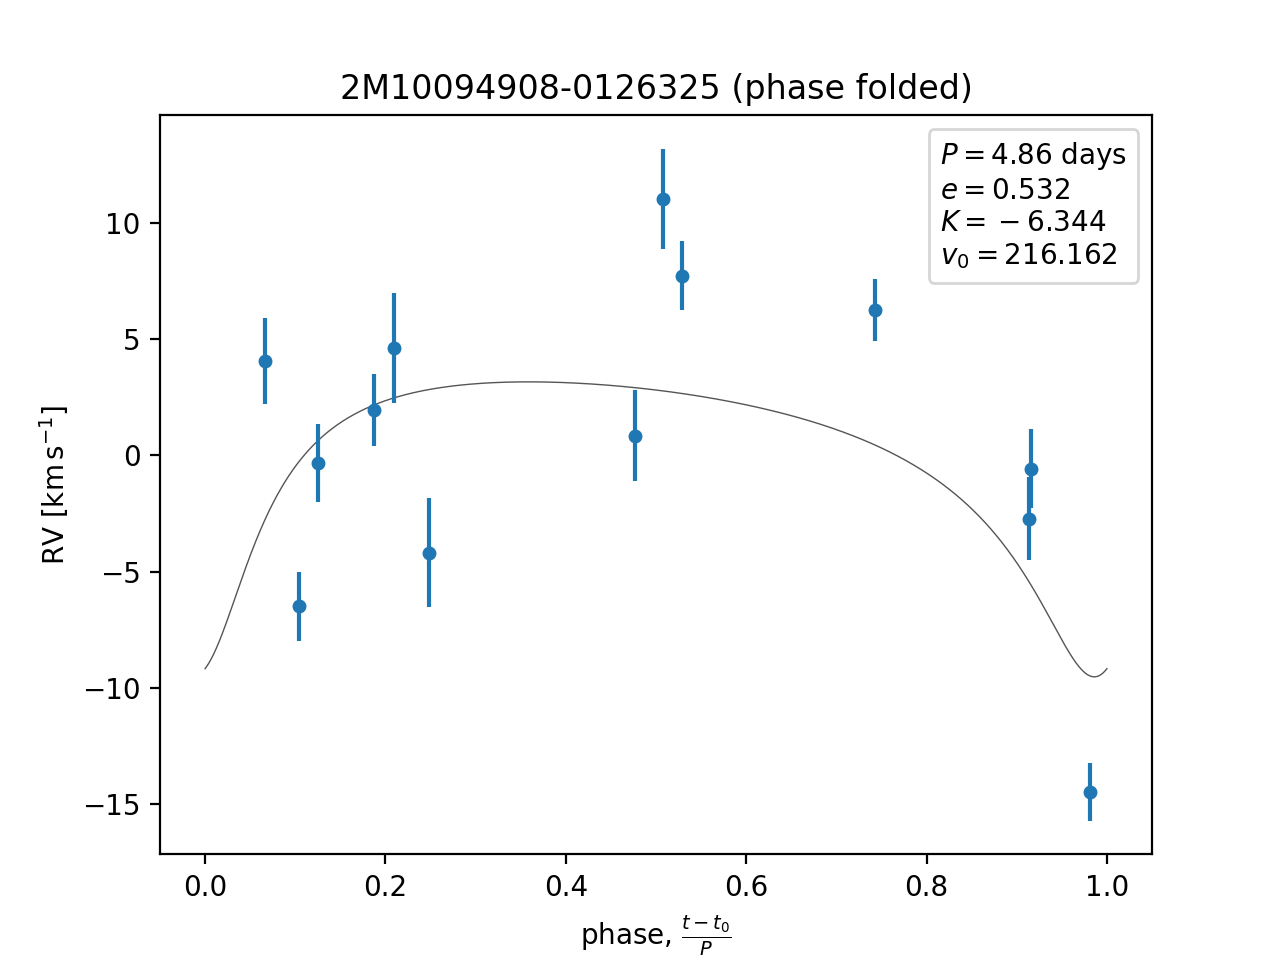 2M10094908-0126325 (phase folded)
P = 4.86 days
e = 0.532
K = −6.344
v₀ = 216.162
RV [km s⁻¹]
10
5
0
−5
−10
−15
0.0 0.2 0.4 0.6 0.8 1.0
phase, (t − t₀)/P